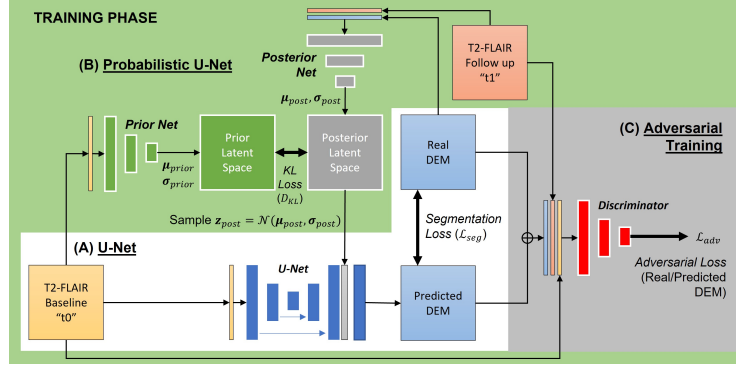 TRAINING PHASE
(B) Probabilistic U-Net
Posterior
Net
𝝁post, 𝝈post
T2-FLAIR
Follow up
“t1”
Prior Net
𝝁prior
𝝈prior
Prior
Latent
Space
KL
Loss
(DKL)
Posterior
Latent
Space
Real
DEM
(C) Adversarial
Training
Sample 𝐳post = 𝒩(𝝁post, 𝝈post)
Segmentation
Loss (ℒseg)
Discriminator
ℒadv
Adversarial Loss
(Real/Predicted
DEM)
(A) U-Net
T2-FLAIR
Baseline
“t0”
U-Net
Predicted
DEM